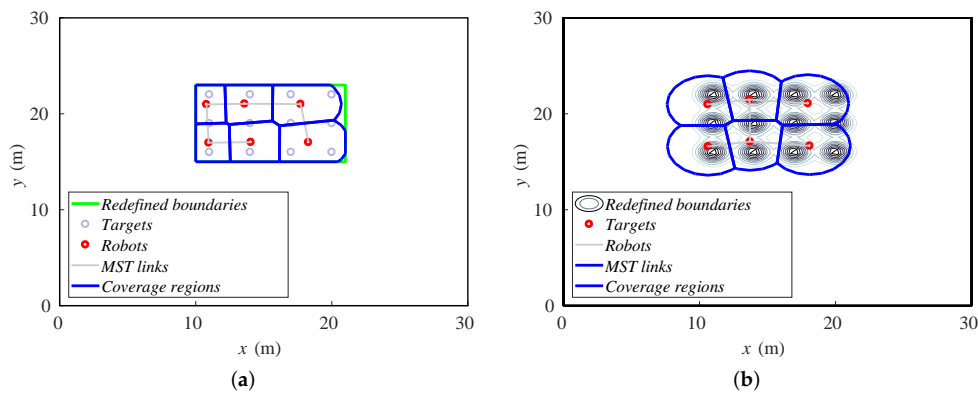 30
20
10
0
y (m)
0
10
20
30
x (m)
Redefined boundaries
Targets
Robots
MST links
Coverage regions
(a)
30
20
10
0
y (m)
0
10
20
30
x (m)
Redefined boundaries
Targets
Robots
MST links
Coverage regions
(b)